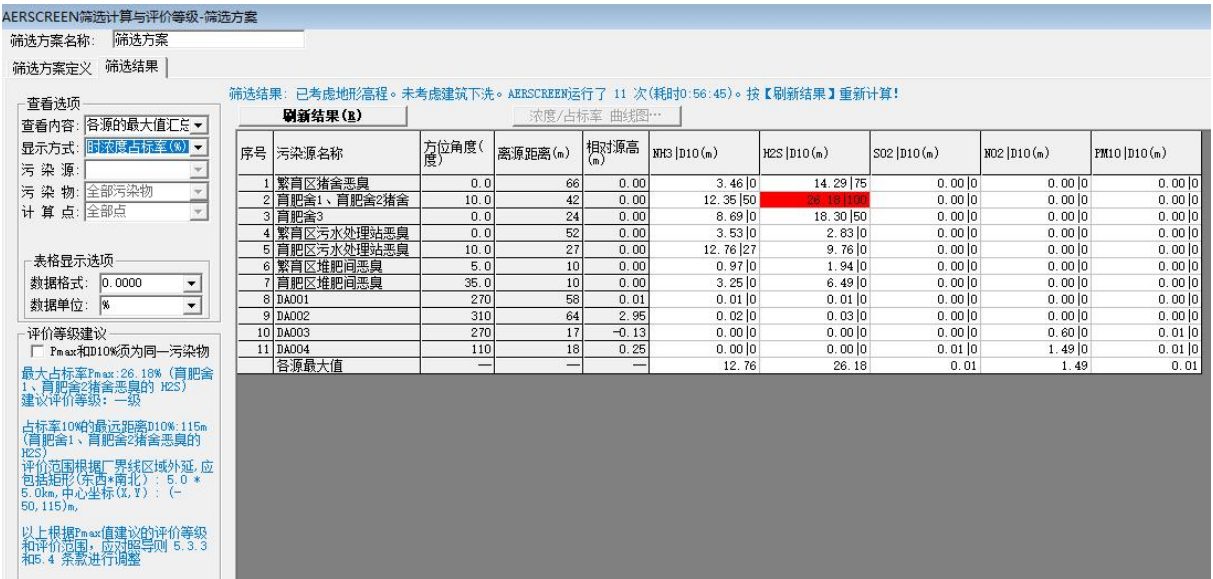 AERSCREEN筛选计算与评价等级-筛选方案
筛选方案名称: 筛选方案
筛选方案定义 筛选结果
筛选结果: 已考虑地形高程。未考虑建筑下洗。AERSCREEN运行了 11 次(耗时0:56:45)。按【刷新结果】重新计算!
查看选项
查看内容: 各源的最大值汇总
显示方式: 时浓度占标率(%)
污 染 源:
污 染 物: 全部污染物
计 算 点: 全部点
表格显示选项
数据格式: 0.0000
数据单位: %
评价等级建议
Pmax和D10%须为同一污染物
最大占标率Pmax:26.18% (育肥舍
1、育肥舍2猪舍恶臭的 H2S)
建议评价等级: 一级
占标率10%的最远距离D10%:115m
(育肥舍1、育肥舍2猪舍恶臭的
H2S)
评价范围根据厂界线区域外延,应
包括矩形(东西*南北): 5.0 *
5.0km,中心坐标(X,Y): (-
50,115)m,
以上根据Pmax值建议的评价等级
和评价范围,应对照导则 5.3.3
和5.4 条款进行调整
刷新结果(R) 浓度/占标率 曲线图…
序号 污染源名称 方位角度(度) 离源距离(m) 相对源高(m) NH3|D10(m) H2S|D10(m) SO2|D10(m) NO2|D10(m) PM10|D10(m)
1 繁育区猪舍恶臭 0.0 66 0.00 3.46|0 14.29|75 0.00|0 0.00|0 0.00|0
2 育肥舍1、育肥舍2猪舍 10.0 42 0.00 12.35|50 26.18|100 0.00|0 0.00|0 0.00|0
3 育肥舍3 0.0 24 0.00 8.69|0 18.30|50 0.00|0 0.00|0 0.00|0
4 繁育区污水处理站恶臭 0.0 52 0.00 3.53|0 2.83|0 0.00|0 0.00|0 0.00|0
5 育肥区污水处理站恶臭 10.0 27 0.00 12.76|27 9.76|0 0.00|0 0.00|0 0.00|0
6 繁育区堆肥间恶臭 5.0 10 0.00 0.97|0 1.94|0 0.00|0 0.00|0 0.00|0
7 育肥区堆肥间恶臭 35.0 10 0.00 3.25|0 6.49|0 0.00|0 0.00|0 0.00|0
8 DA001 270 58 0.01 0.01|0 0.01|0 0.00|0 0.00|0 0.00|0
9 DA002 310 64 2.95 0.02|0 0.03|0 0.00|0 0.00|0 0.00|0
10 DA003 270 17 -0.13 0.00|0 0.00|0 0.00|0 0.60|0 0.01|0
11 DA004 110 18 0.25 0.00|0 0.00|0 0.01|0 1.49|0 0.01|0
各源最大值 — — — 12.76 26.18 0.01 1.49 0.01